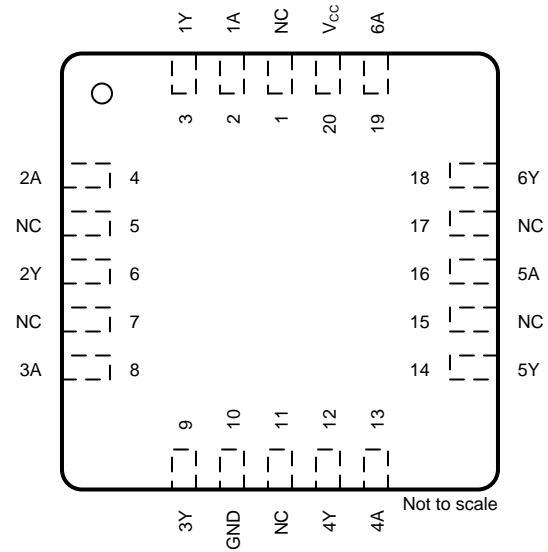 1Y 1A NC VCC 6A
3 2 1 20 19
2A 4 18 6Y
NC 5 17 NC
2Y 6 16 5A
NC 7 15 NC
3A 8 14 5Y
9 10 11 12 13
3Y GND NC 4Y 4A
Not to scale